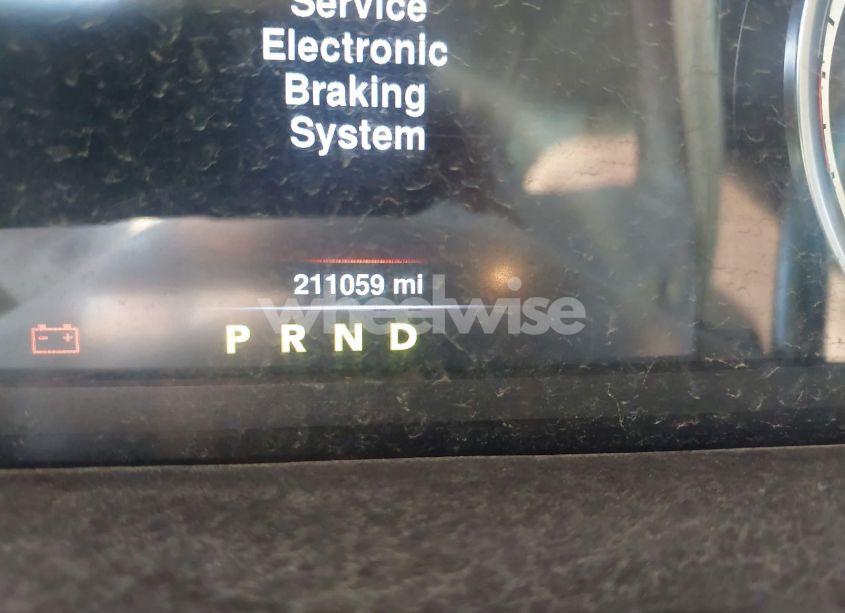 Service
Electronic
Braking
System
211059 mi
wheelwise
P R N D
- +